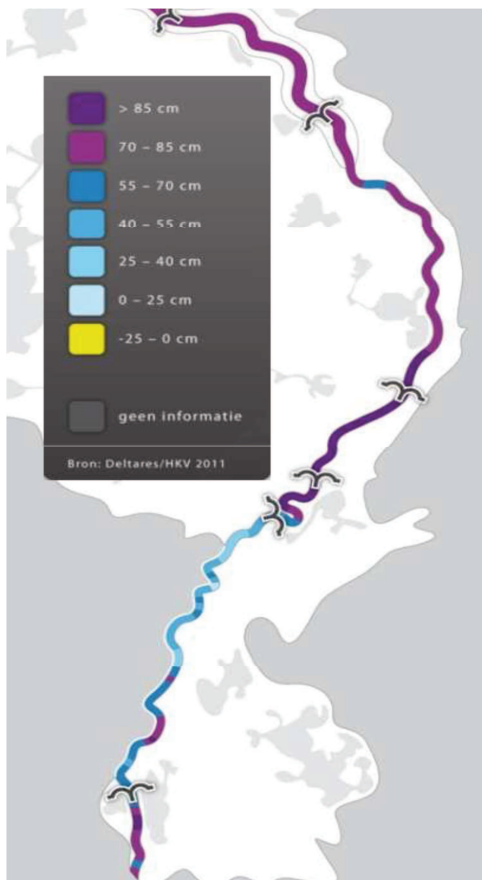 > 85 cm
70 – 85 cm
55 – 70 cm
40 – 55 cm
25 – 40 cm
0 – 25 cm
-25 – 0 cm
geen informatie
Bron: Deltares/HKV 2011